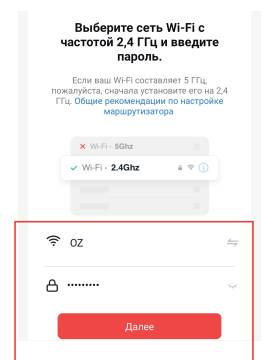 Выберите сеть Wi-Fi с
частотой 2,4 ГГц и введите
пароль.
Если ваш Wi-Fi составляет 5 ГГц,
пожалуйста, сначала установите его на 2,4
ГГц. Общие рекомендации по настройке
маршрутизатора
Wi-Fi - 5Ghz
Wi-Fi - 2.4Ghz
OZ
•••••••••
Далее